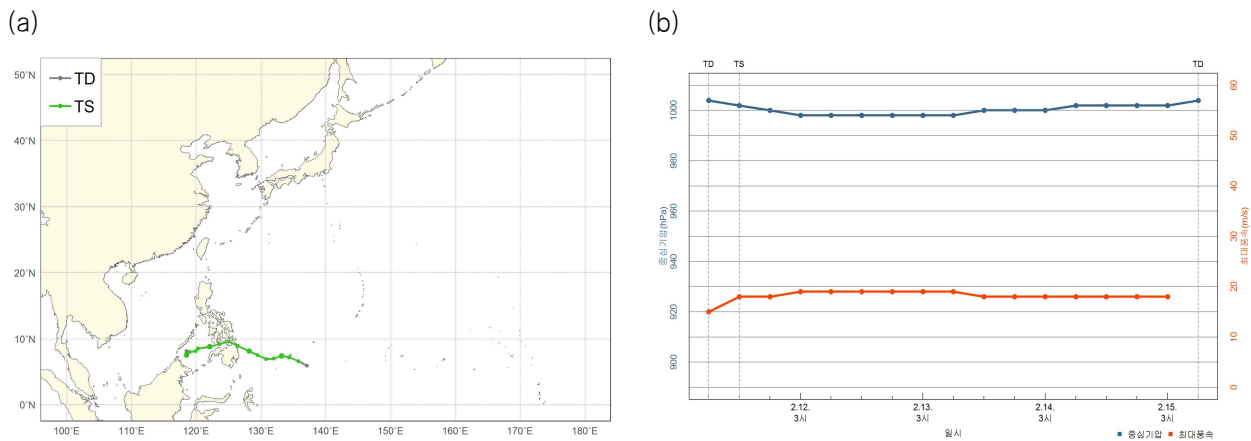 (a)
(b)
TD
TS
50˚N
40˚N
30˚N
20˚N
10˚N
0˚N
100˚E
110˚E
120˚E
130˚E
140˚E
150˚E
160˚E
170˚E
180˚E
TD
TS
TD
1000
980
960
940
920
900
중심기압(hPa)
60
50
40
30
20
10
0
최대풍속(m/s)
2.12.
3시
2.13.
3시
2.14.
3시
2.15.
3시
일시
중심기압
최대풍속